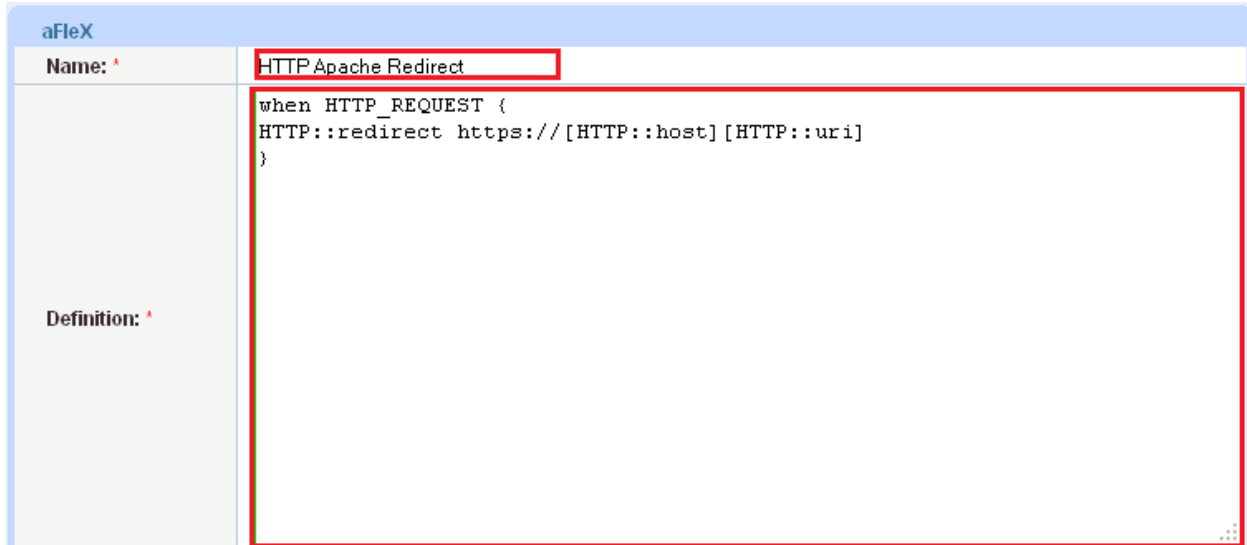 aFleX
Name: *
HTTP Apache Redirect
Definition: *
when HTTP_REQUEST {
HTTP::redirect https://[HTTP::host][HTTP::uri]
}